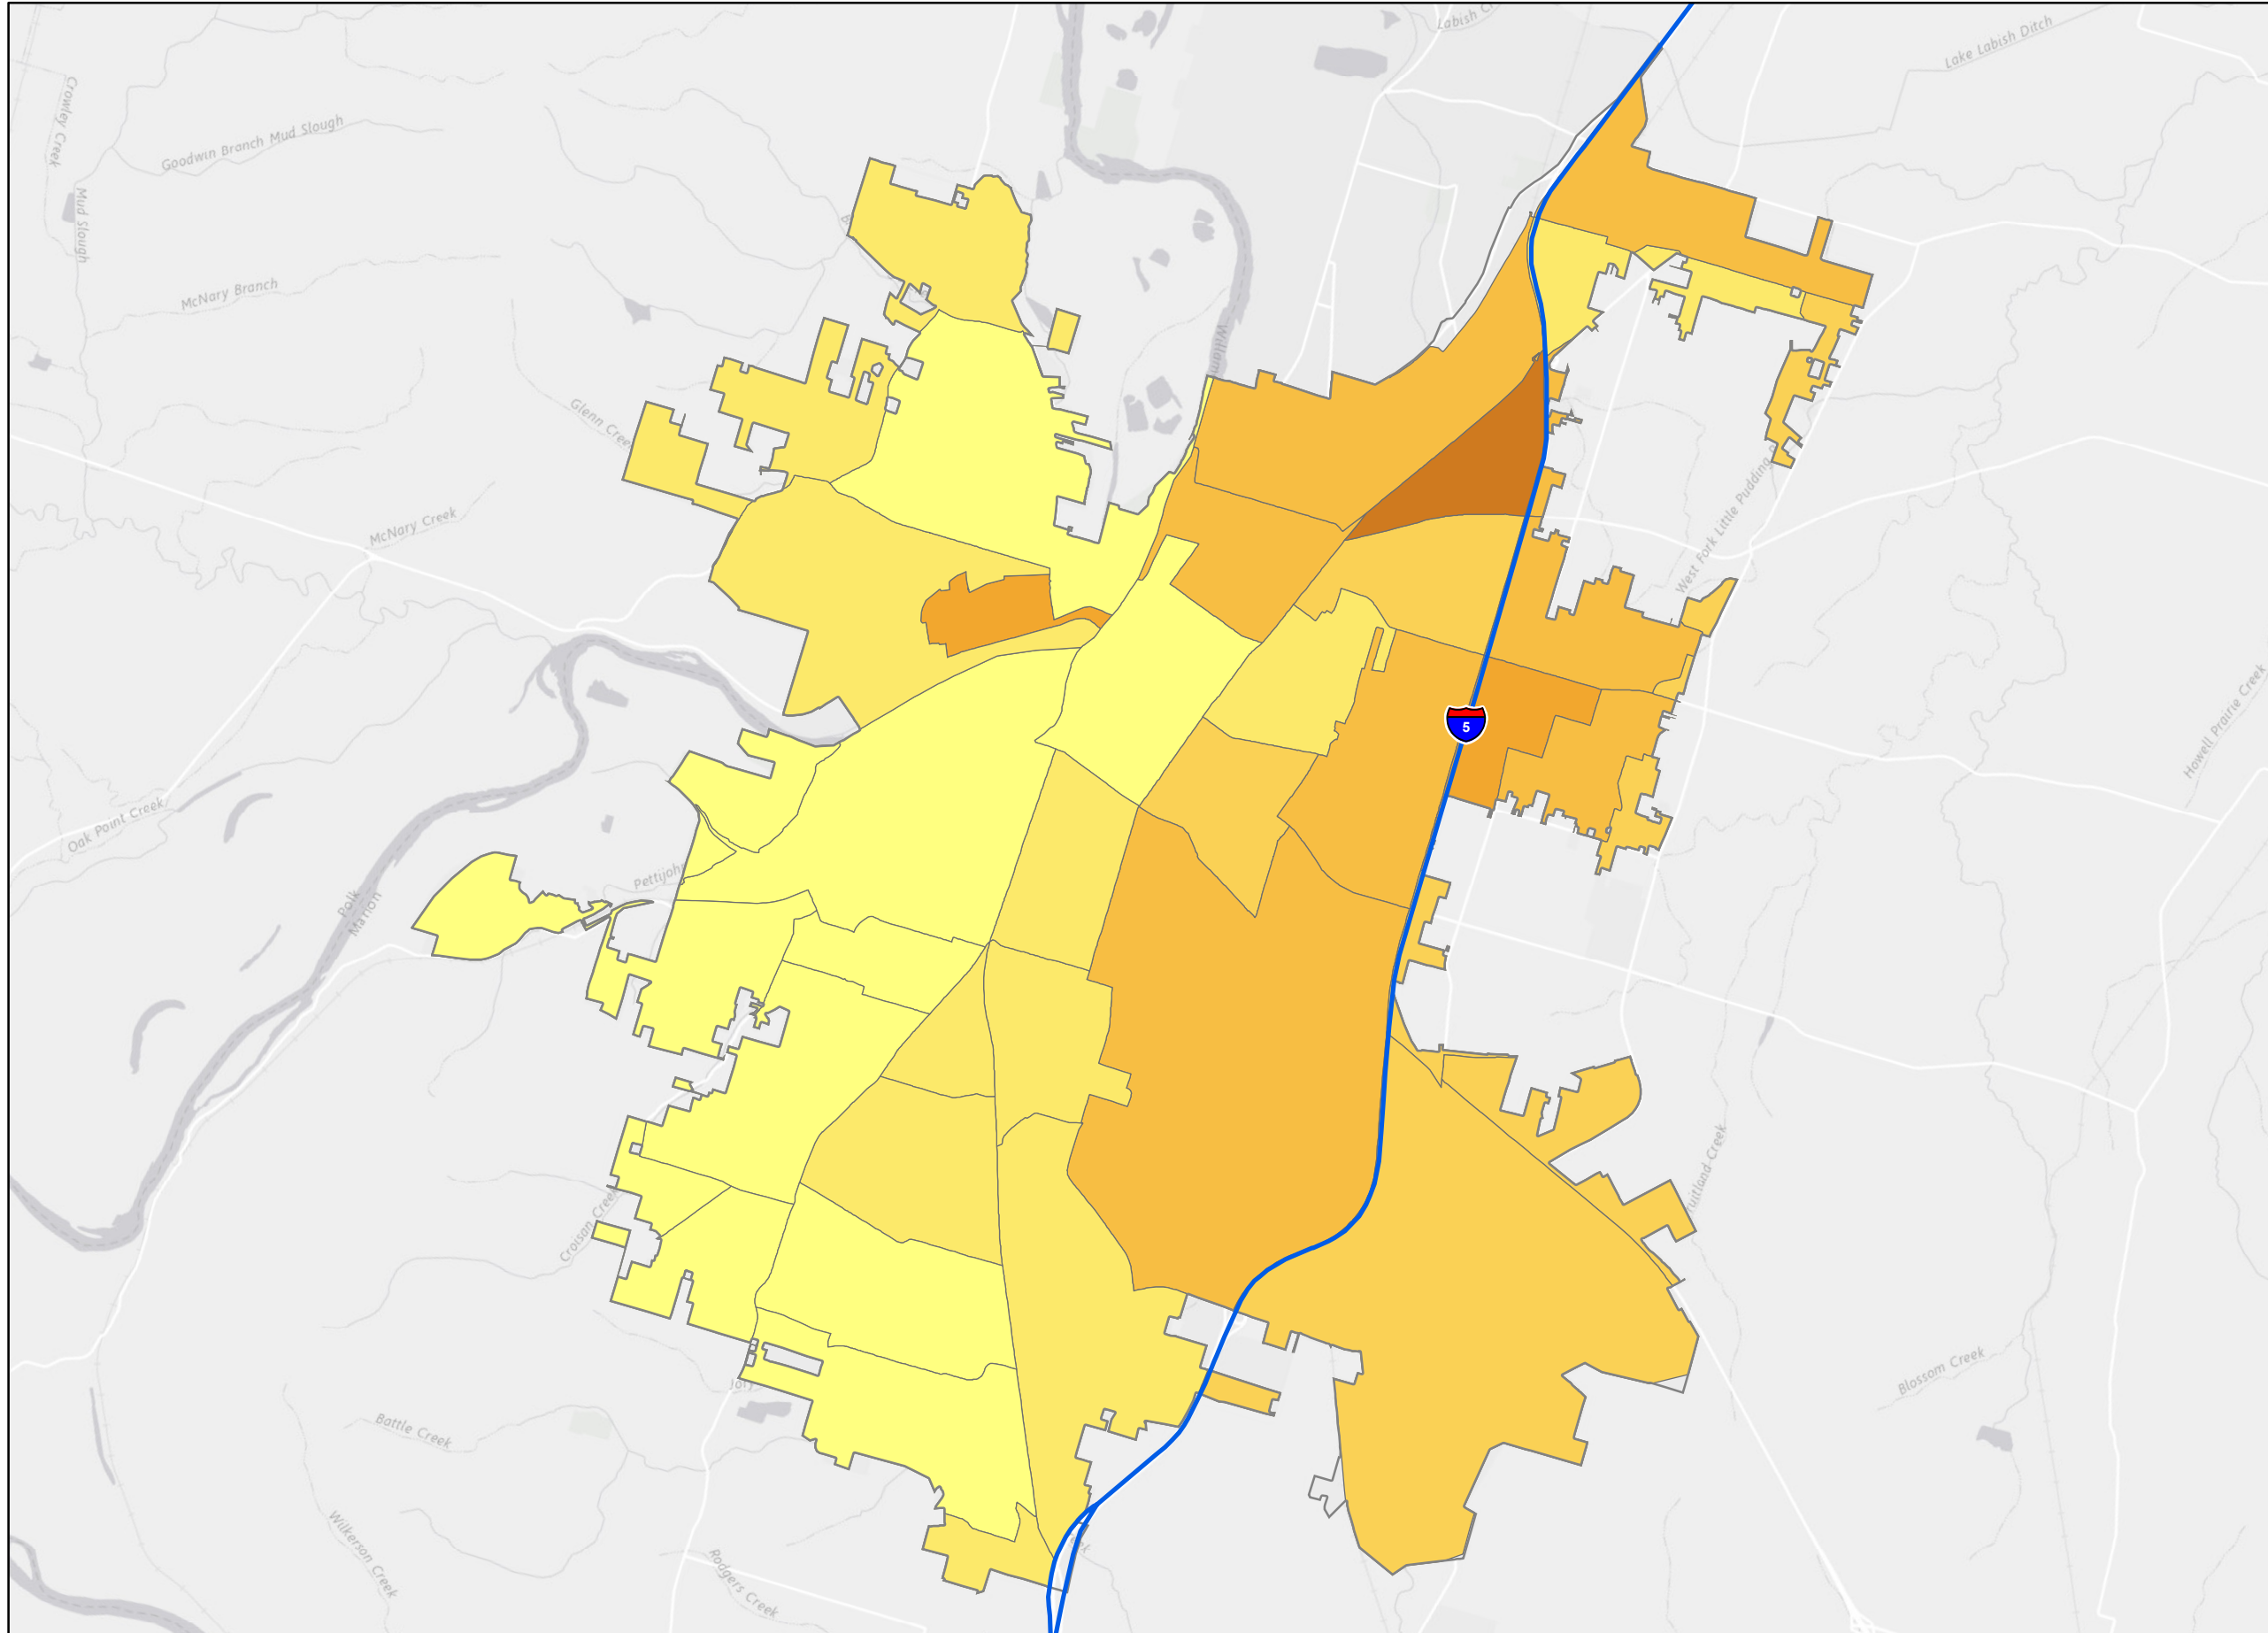 Labish
Lake Labish Ditch
Crowley Creek
Goodwin Branch Mud Slough
Mud Slough
McNary Branch
Glenn
McNary Creek
West Fork Little Pudding
5
Howell Prairie Creek
Oak Point Creek
Pettijohn
Polk
Marion
Croisan Creek
Blossom Creek
Battle Creek
Wilkerson Creek
Rodgers Creek